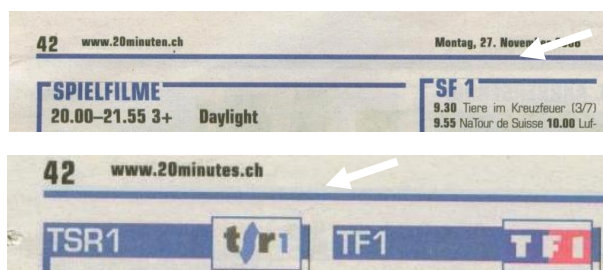 42 www.20minuten.ch Montag, 27. November
SPIELFILME
20.00–21.55 3+ Daylight
SF 1
9.30 Tiere im Kreuzfeuer (3/7)
9.55 NaTour de Suisse 10.00 Luf-
42 www.20minutes.ch
TSR1 tsr1 TF1 TF1